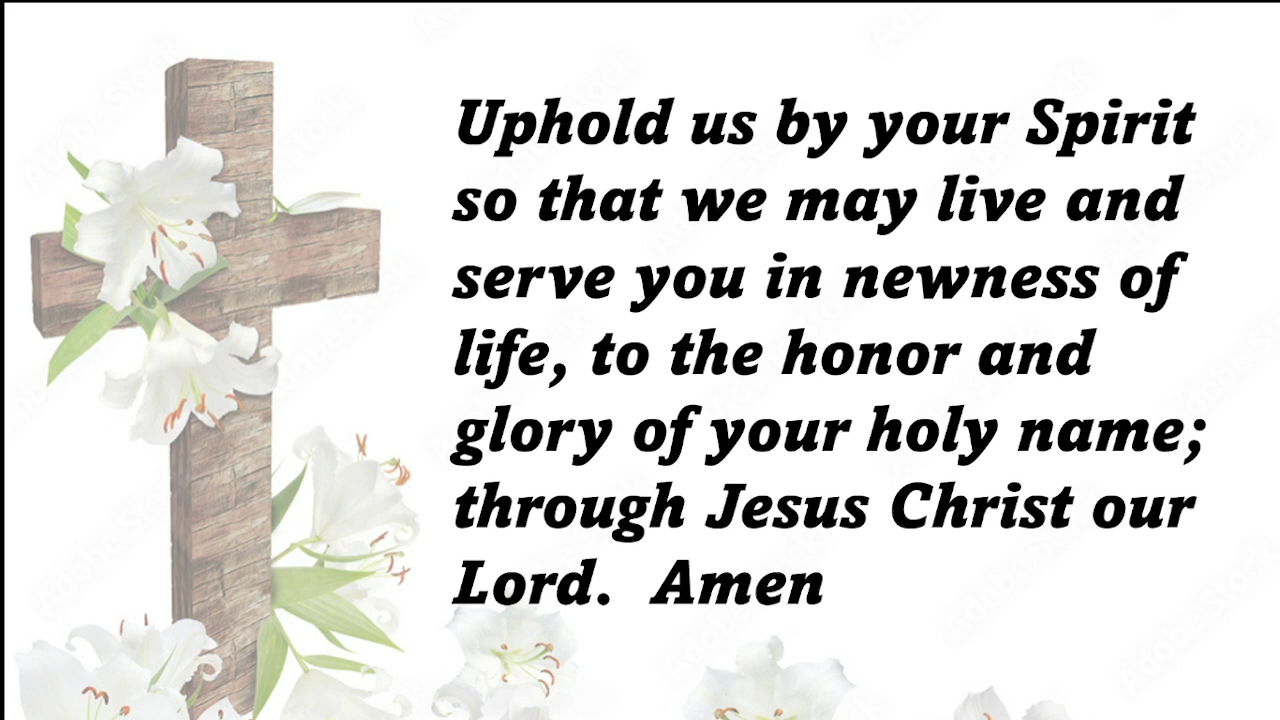 Uphold us by your Spirit
so that we may live and
serve you in newness of
life, to the honor and
glory of your holy name;
through Jesus Christ our
Lord.  Amen